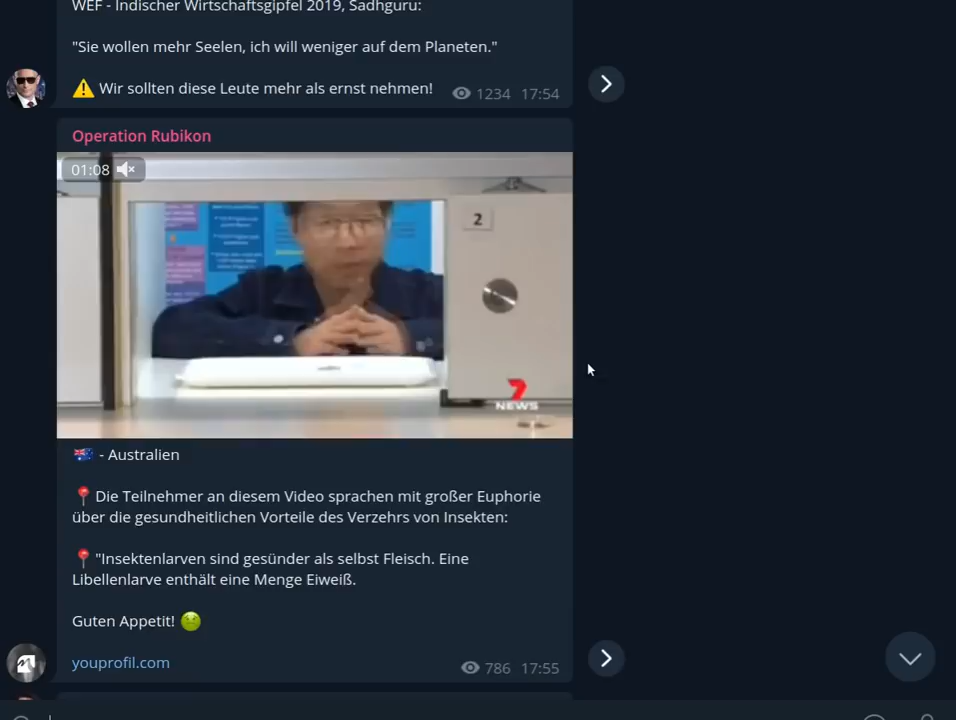 WEF - Indischer Wirtschaftsgipfel 2019, Sadhguru:
"Sie wollen mehr Seelen, ich will weniger auf dem Planeten."
⚠️ Wir sollten diese Leute mehr als ernst nehmen!
1234 17:54
Operation Rubikon
01:08
2
7
NEWS
🇦🇺 - Australien
📍Die Teilnehmer an diesem Video sprachen mit großer Euphorie
über die gesundheitlichen Vorteile des Verzehrs von Insekten:
📍"Insektenlarven sind gesünder als selbst Fleisch. Eine
Libellenlarve enthält eine Menge Eiweiß.
Guten Appetit! 🤢
youprofil.com
786 17:55